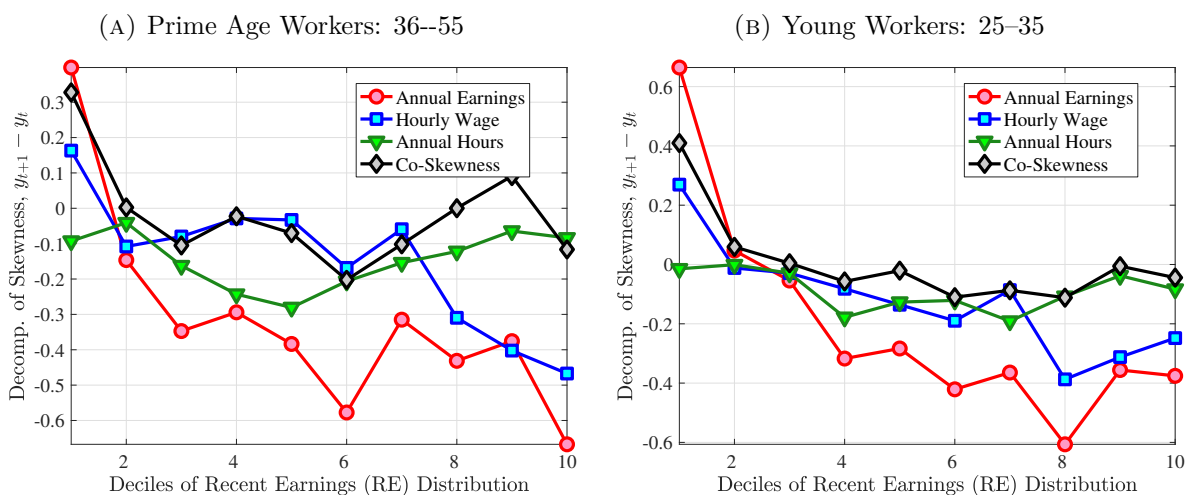 (A) Prime Age Workers: 36--55
Decomp. of Skewness, y_{t+1} − y_t
0.3
0.2
0.1
0
-0.1
-0.2
-0.3
-0.4
-0.5
-0.6
Annual Earnings
Hourly Wage
Annual Hours
Co-Skewness
2 4 6 8 10
Deciles of Recent Earnings (RE) Distribution
(B) Young Workers: 25–35
Decomp. of Skewness, y_{t+1} − y_t
0.6
0.4
0.2
0
-0.2
-0.4
-0.6
Annual Earnings
Hourly Wage
Annual Hours
Co-Skewness
2 4 6 8 10
Deciles of Recent Earnings (RE) Distribution